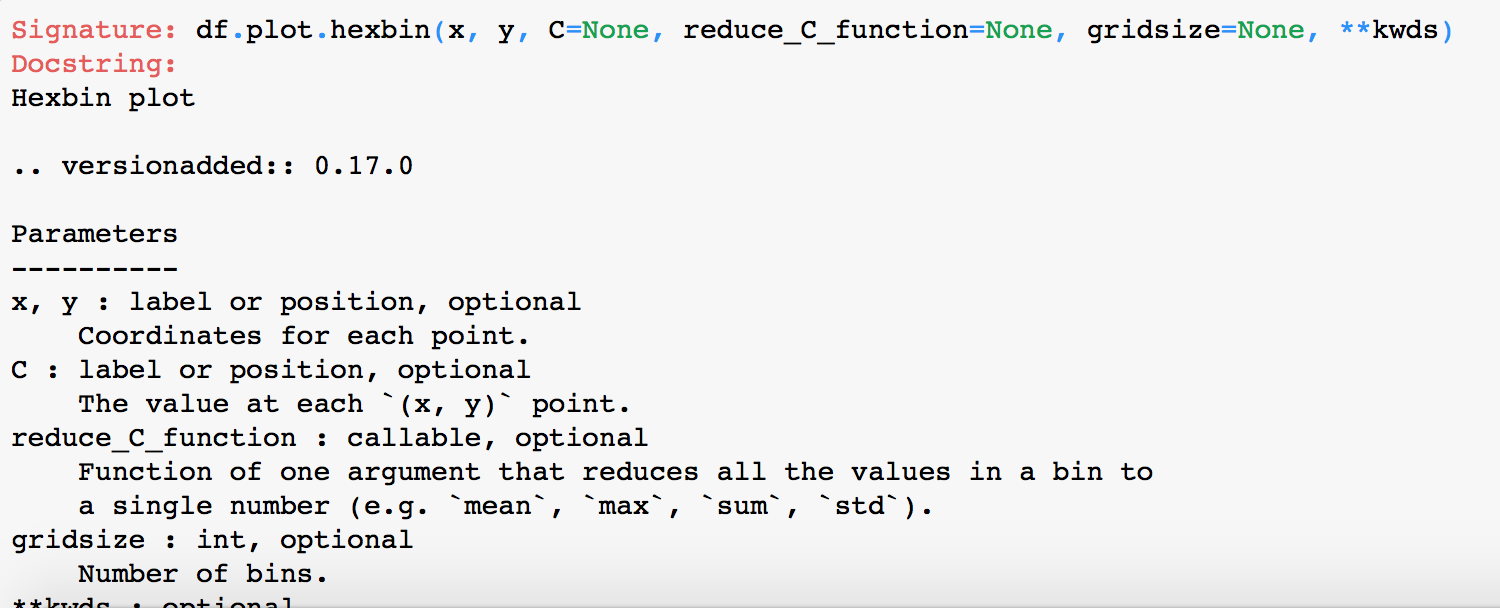 Signature: df.plot.hexbin(x, y, C=None, reduce_C_function=None, gridsize=None, **kwds)
Docstring:
Hexbin plot
.. versionadded:: 0.17.0
Parameters
----------
x, y : label or position, optional
Coordinates for each point.
C : label or position, optional
The value at each `(x, y)` point.
reduce_C_function : callable, optional
Function of one argument that reduces all the values in a bin to
a single number (e.g. `mean`, `max`, `sum`, `std`).
gridsize : int, optional
Number of bins.
**kwds : optional